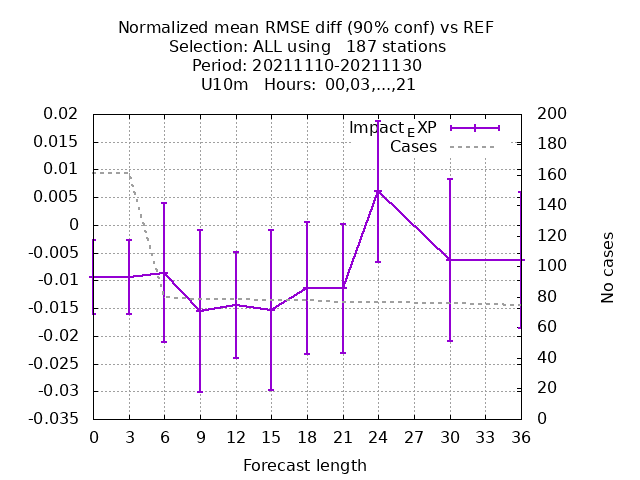 Normalized mean RMSE diff (90% conf) vs REF
Selection: ALL using 187 stations
Period: 20211110-20211130
U10m Hours: 00,03,...,21
Impact_EXP
Cases
0.02
0.015
0.01
0.005
0
-0.005
-0.01
-0.015
-0.02
-0.025
-0.03
-0.035
200
180
160
140
120
100
80
60
40
20
0
No cases
0 3 6 9 12 15 18 21 24 27 30 33 36
Forecast length